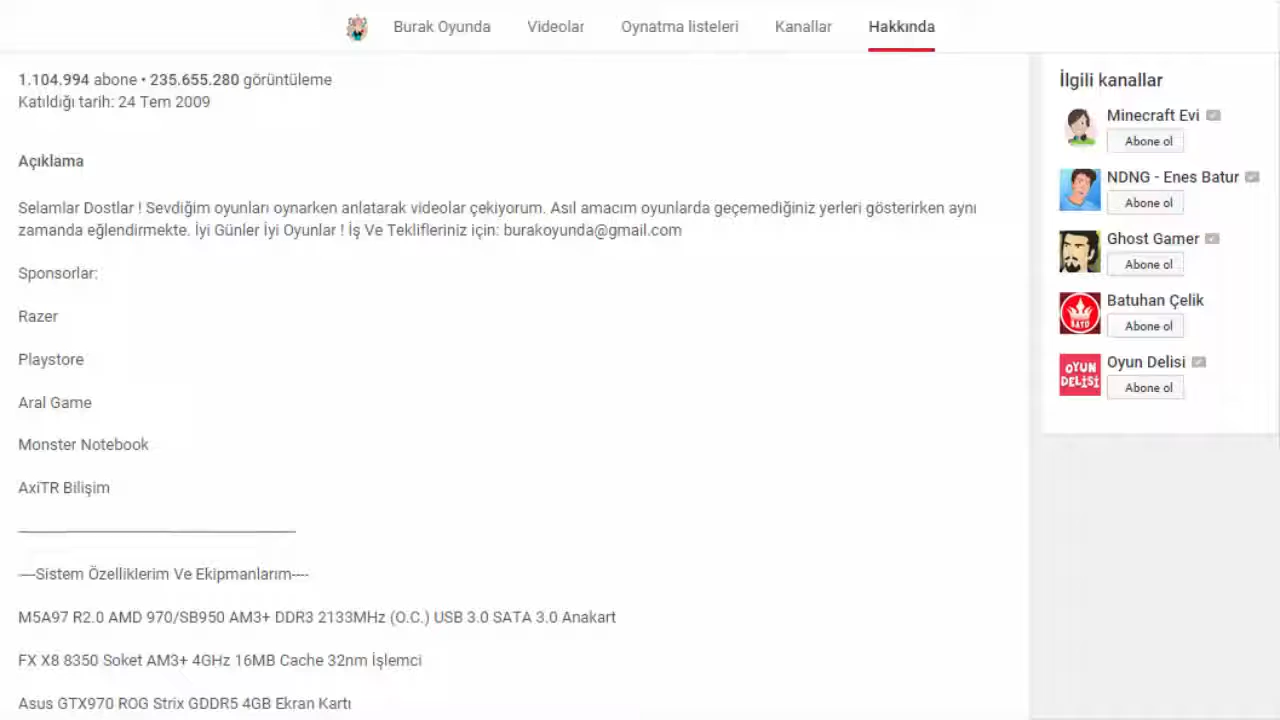 Burak Oyunda Videolar Oynatma listeleri Kanallar Hakkında
1.104.994 abone • 235.655.280 görüntüleme
Katıldığı tarih: 24 Tem 2009
Açıklama
Selamlar Dostlar ! Sevdiğim oyunları oynarken anlatarak videolar çekiyorum. Asıl amacım oyunlarda geçemediğiniz yerleri gösterirken aynı
zamanda eğlendirmekte. İyi Günler İyi Oyunlar ! İş Ve Teklifleriniz için: burakoyunda@gmail.com
Sponsorlar:
Razer
Playstore
Aral Game
Monster Notebook
AxiTR Bilişim
----Sistem Özelliklerim Ve Ekipmanlarım----
M5A97 R2.0 AMD 970/SB950 AM3+ DDR3 2133MHz (O.C.) USB 3.0 SATA 3.0 Anakart
FX X8 8350 Soket AM3+ 4GHz 16MB Cache 32nm İşlemci
Asus GTX970 ROG Strix GDDR5 4GB Ekran Kartı
İlgili kanallar
Minecraft Evi
Abone ol
NDNG - Enes Batur
Abone ol
Ghost Gamer
Abone ol
Batuhan Çelik
BATU
Abone ol
Oyun Delisi
OYUN
DELİSİ
Abone ol